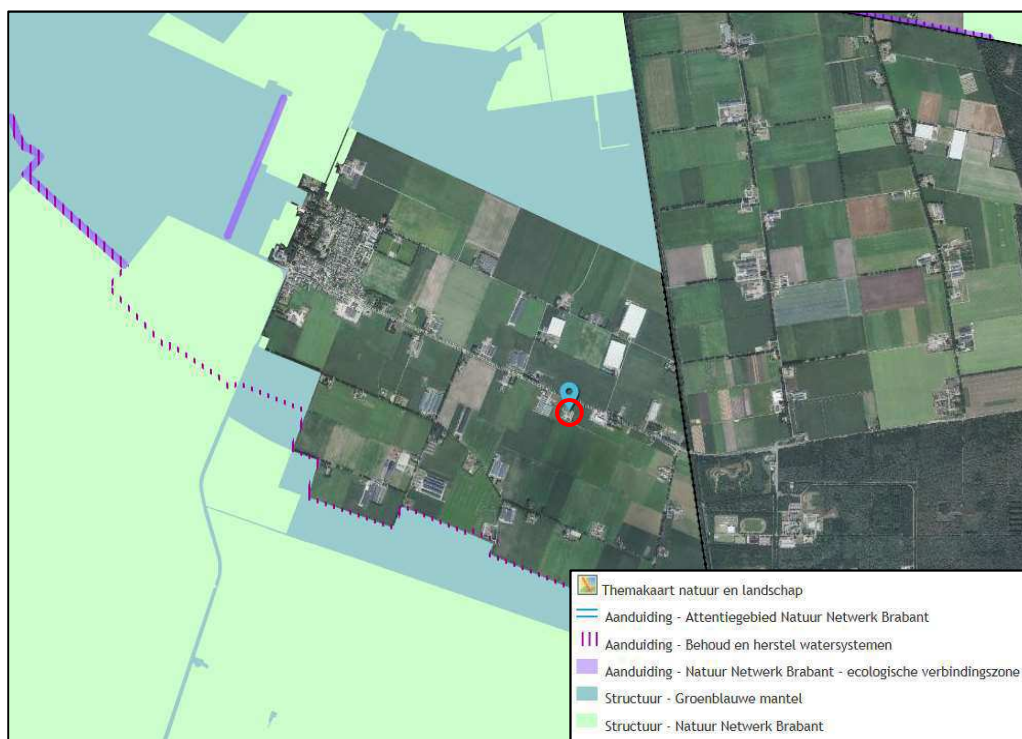 Themakaart natuur en landschap
Aanduiding - Attentiegebied Natuur Netwerk Brabant
Aanduiding - Behoud en herstel watersystemen
Aanduiding - Natuur Netwerk Brabant - ecologische verbindingszone
Structuur - Groenblauwe mantel
Structuur - Natuur Netwerk Brabant